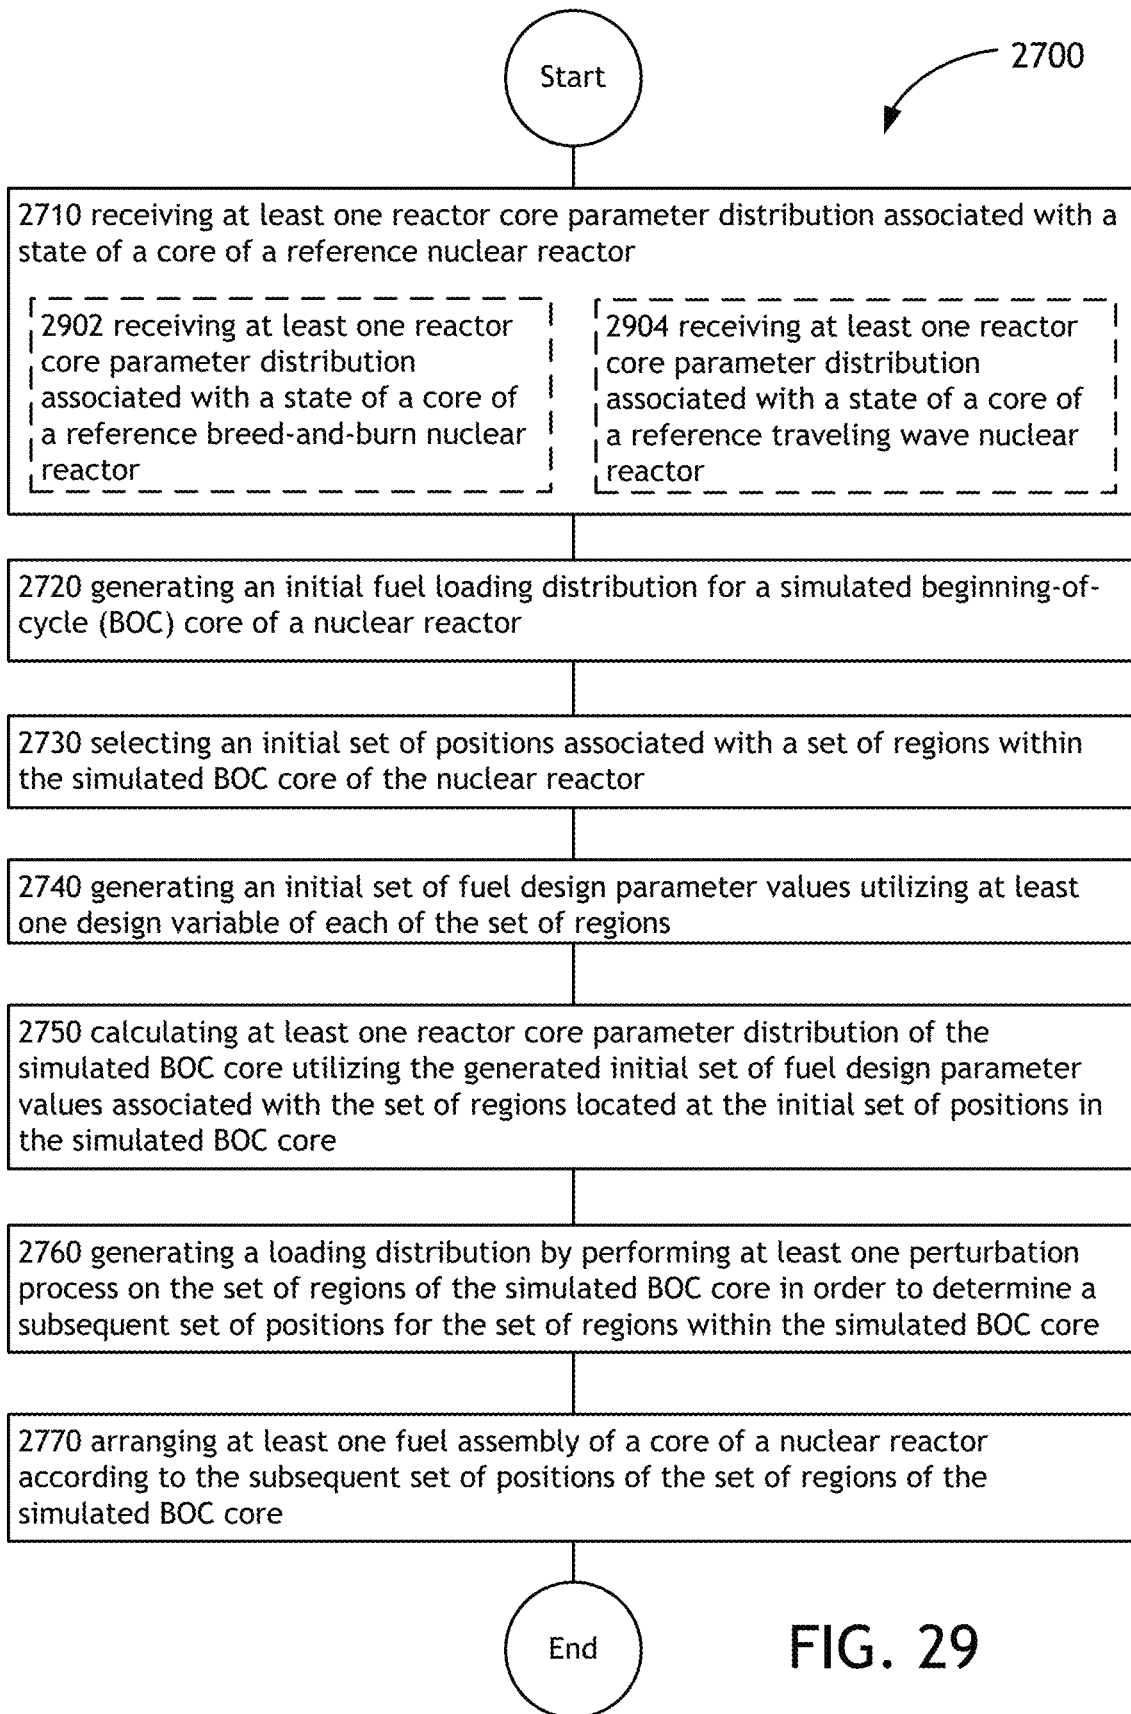 Start
2700
2710 receiving at least one reactor core parameter distribution associated with a
state of a core of a reference nuclear reactor
2902 receiving at least one reactor
core parameter distribution
associated with a state of a core of
a reference breed-and-burn nuclear
reactor
2904 receiving at least one reactor
core parameter distribution
associated with a state of a core of
a reference traveling wave nuclear
reactor
2720 generating an initial fuel loading distribution for a simulated beginning-of-
cycle (BOC) core of a nuclear reactor
2730 selecting an initial set of positions associated with a set of regions within
the simulated BOC core of the nuclear reactor
2740 generating an initial set of fuel design parameter values utilizing at least
one design variable of each of the set of regions
2750 calculating at least one reactor core parameter distribution of the
simulated BOC core utilizing the generated initial set of fuel design parameter
values associated with the set of regions located at the initial set of positions in
the simulated BOC core
2760 generating a loading distribution by performing at least one perturbation
process on the set of regions of the simulated BOC core in order to determine a
subsequent set of positions for the set of regions within the simulated BOC core
2770 arranging at least one fuel assembly of a core of a nuclear reactor
according to the subsequent set of positions of the set of regions of the
simulated BOC core
End
FIG. 29